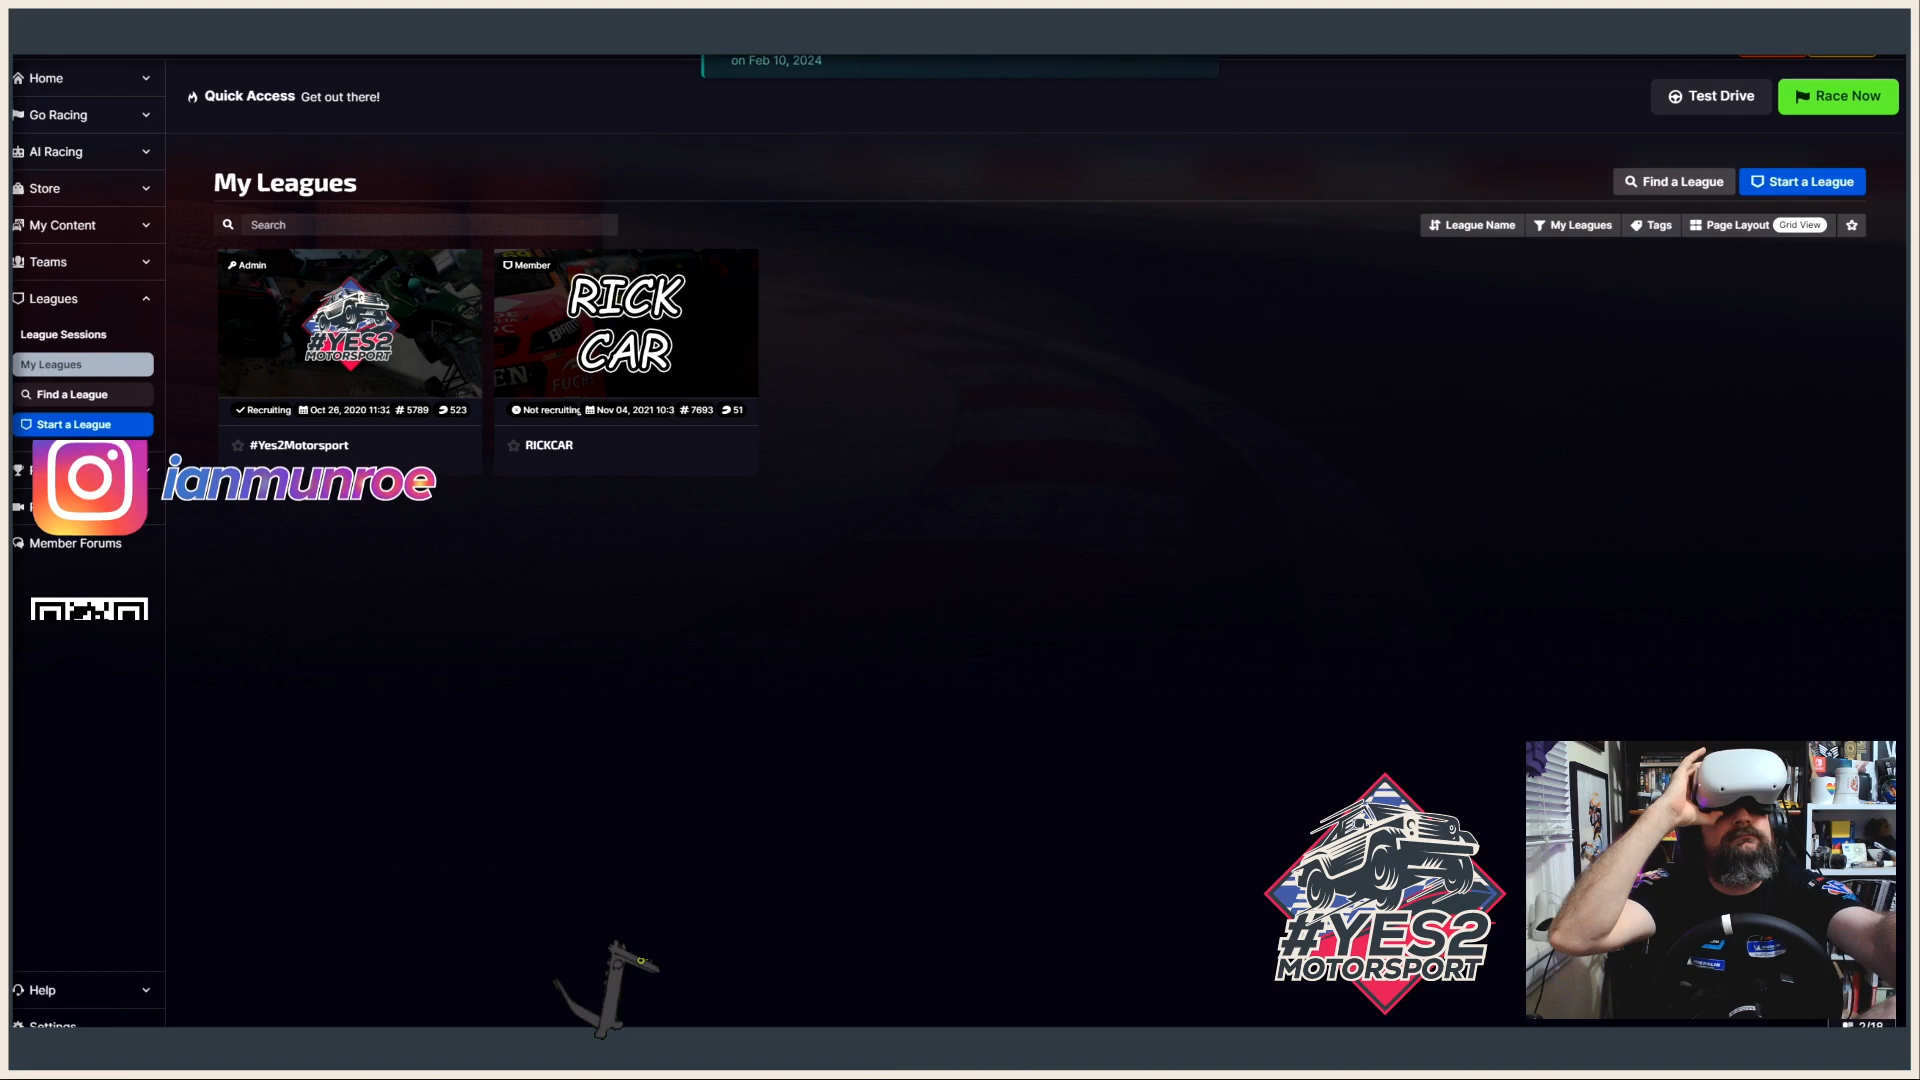 on Feb 10, 2024
Home
Quick Access Get out there!
Test Drive
Race Now
Go Racing
AI Racing
Store
My Content
Teams
Leagues
League Sessions
My Leagues
Find a League
Start a League
Member Forums
Help
Settings
My Leagues
Find a League
Start a League
Search
League Name
My Leagues
Tags
Page Layout Grid View
Admin
#YES2
MOTORSPORT
Recruiting Oct 26, 2020 11:32 #5789 523
#Yes2Motorsport
Member
RICK
CAR
Not recruiting Nov 04, 2021 10:3 #7693 51
RICKCAR
ianmunroe
#YES2
MOTORSPORT
2/18